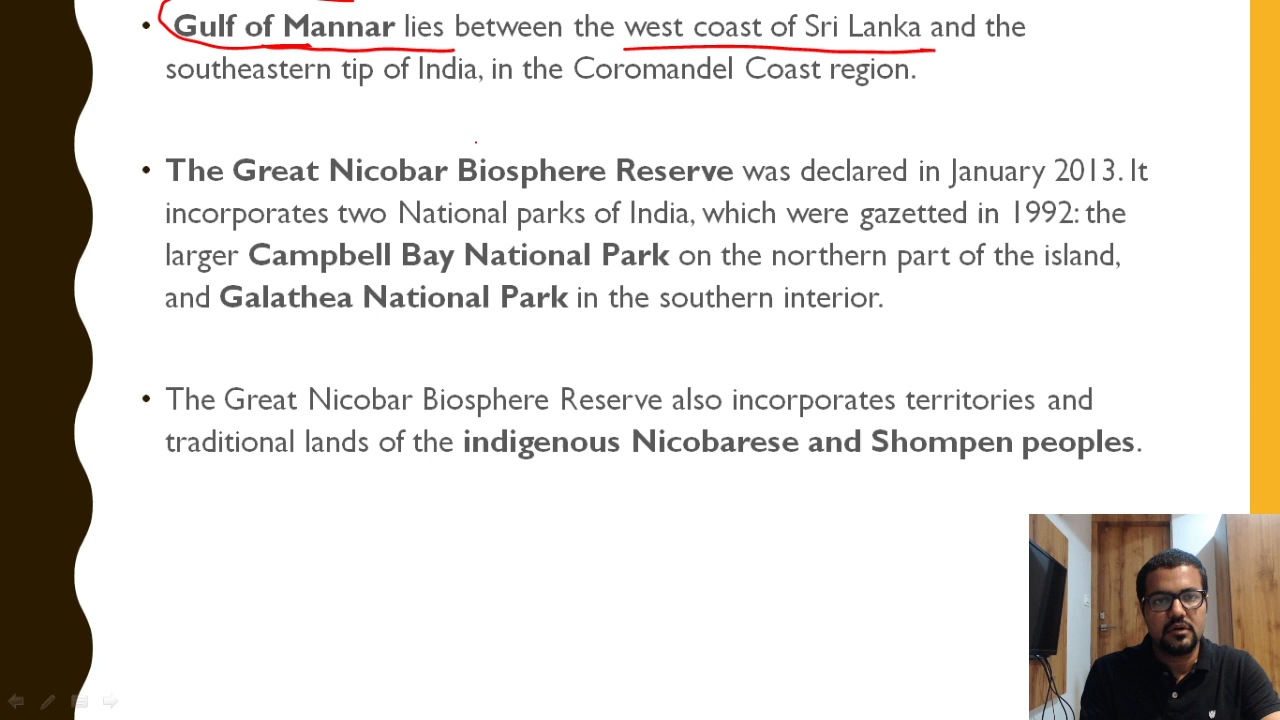 • Gulf of Mannar lies between the west coast of Sri Lanka and the
southeastern tip of India, in the Coromandel Coast region.
• The Great Nicobar Biosphere Reserve was declared in January 2013. It
incorporates two National parks of India, which were gazetted in 1992: the
larger Campbell Bay National Park on the northern part of the island,
and Galathea National Park in the southern interior.
• The Great Nicobar Biosphere Reserve also incorporates territories and
traditional lands of the indigenous Nicobarese and Shompen peoples.